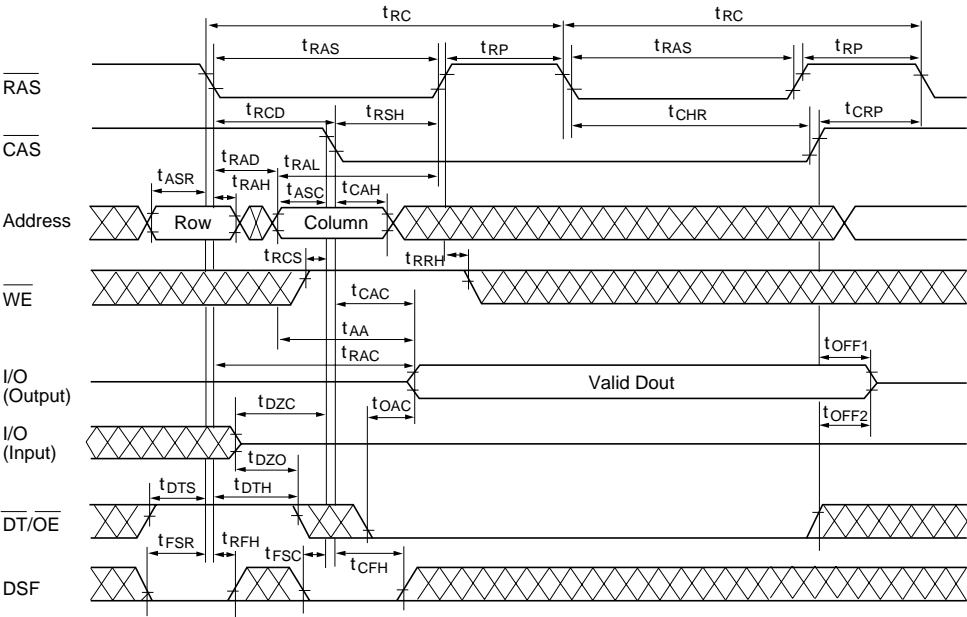 tRC tRC
tRAS tRP tRAS tRP
RAS
tRCD tRSH tCHR tCRP
CAS
tRAD tRAL
tASR tRAH tASC tCAH
Address Row Column
tRCS tRRH
WE
tCAC
tAA
tRAC tOFF1
I/O
(Output) Valid Dout
tDZC tOAC tOFF2
I/O
(Input)
tDZO
tDTS tDTH
DT/OE
tFSR tRFH tFSC tCFH
DSF